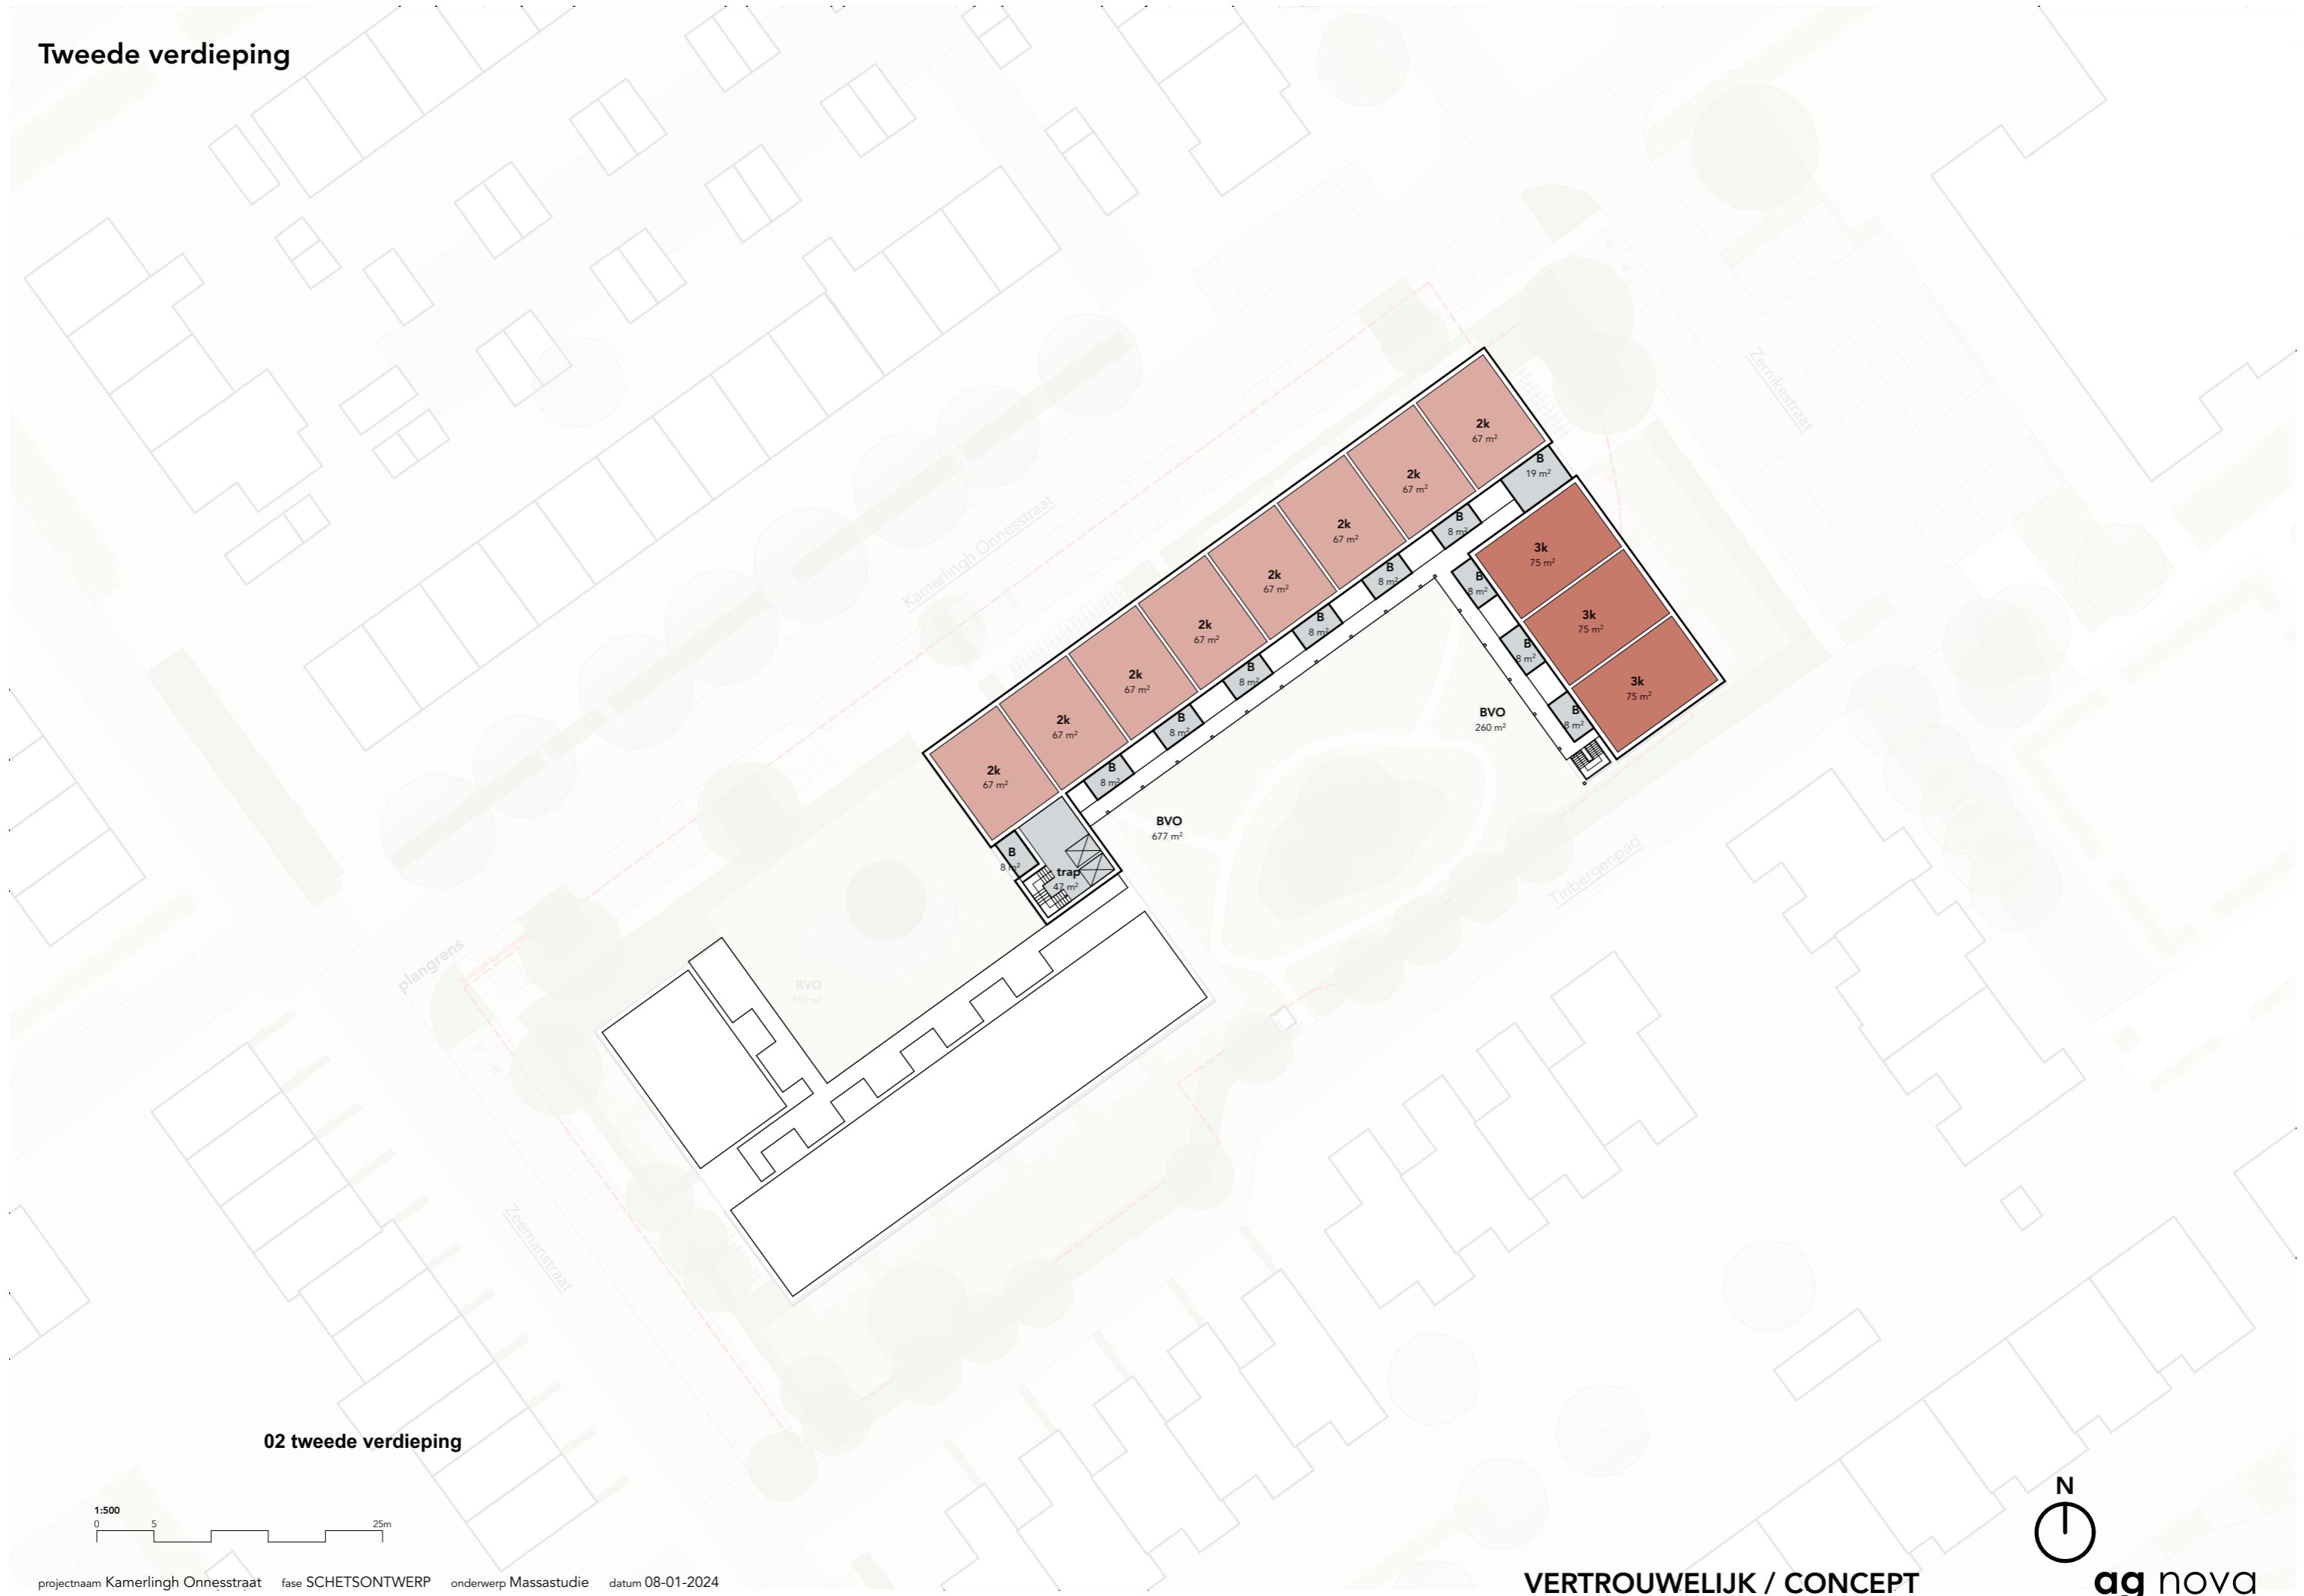 Tweede verdieping
Kamerlingh Onnesstraat
Zernikestraat
2k
67 m²
2k
67 m²
2k
67 m²
2k
67 m²
2k
67 m²
2k
67 m²
2k
67 m²
2k
67 m²
B
19 m²
B
8 m²
B
8 m²
B
8 m²
B
8 m²
B
8 m²
B
8 m²
3k
75 m²
3k
75 m²
3k
75 m²
B
8 m²
B
8 m²
B
8 m²
BVO
260 m²
BVO
677 m²
B
8 m²
trap
47 m²
Tinbergenpad
plangrens
BVO
159 m²
Zeemanstraat
02 tweede verdieping
1:500
0 5 25m
N
projectnaam Kamerlingh Onnesstraat fase SCHETSONTWERP onderwerp Massastudie datum 08-01-2024
VERTROUWELIJK / CONCEPT
ag nova